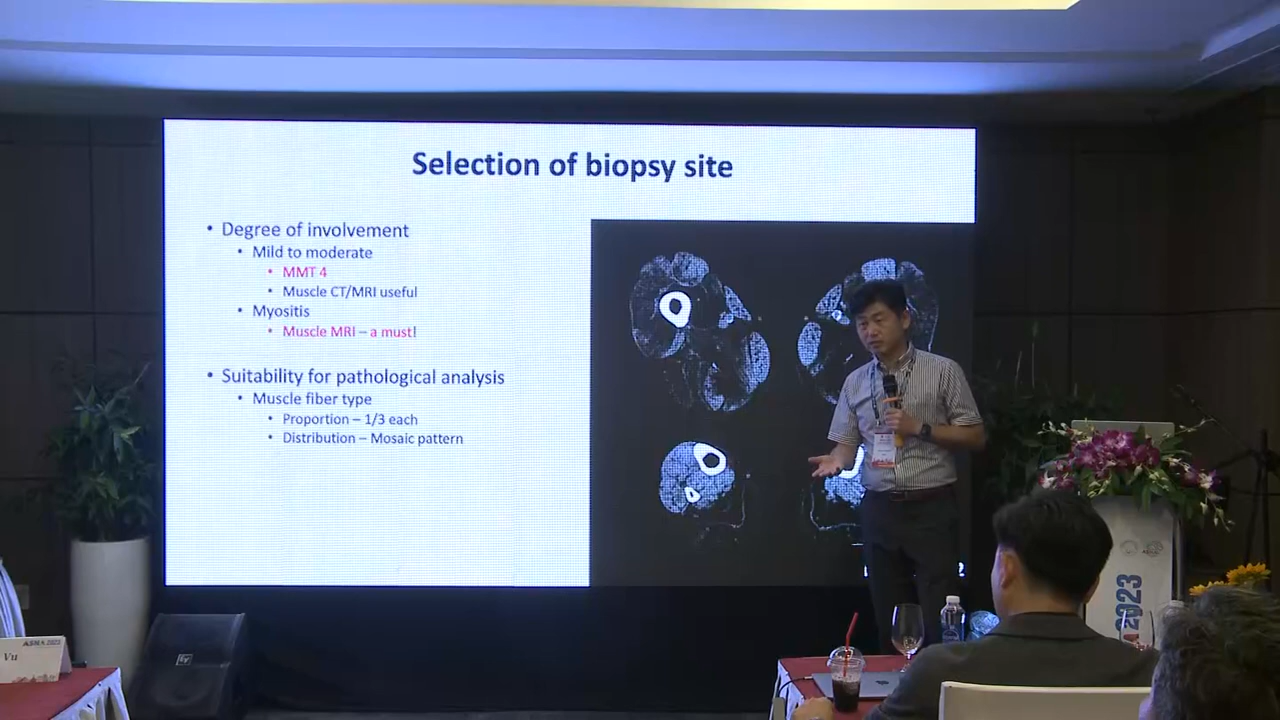 Selection of biopsy site
• Degree of involvement
• Mild to moderate
• MMT 4
• Muscle CT/MRI useful
• Myositis
• Muscle MRI – a must!
• Suitability for pathological analysis
• Muscle fiber type
• Proportion – 1/3 each
• Distribution – Mosaic pattern
2023
Vu